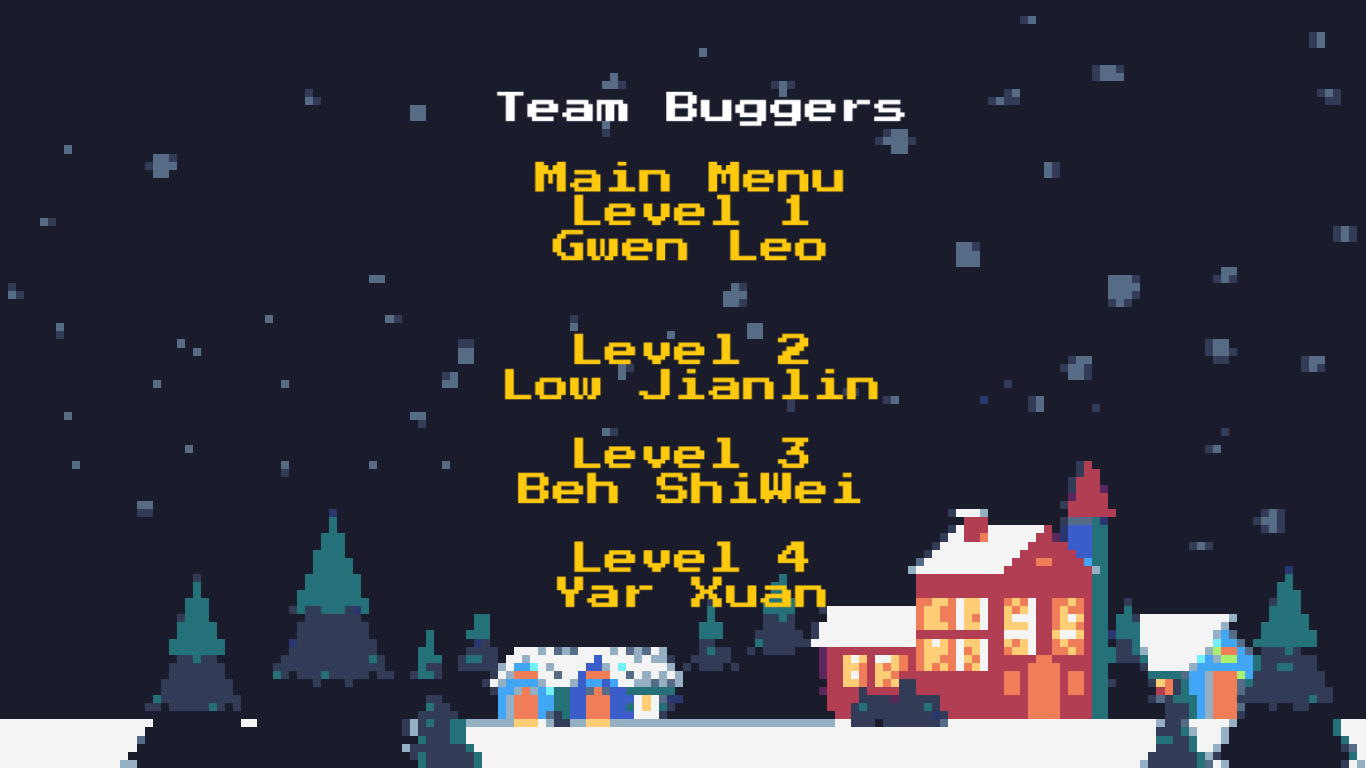 Team Buggers
Main Menu
Level 1
Gwen Leo
Level 2
Low Jianlin
Level 3
Beh ShiWei
Level 4
Yar Xuan